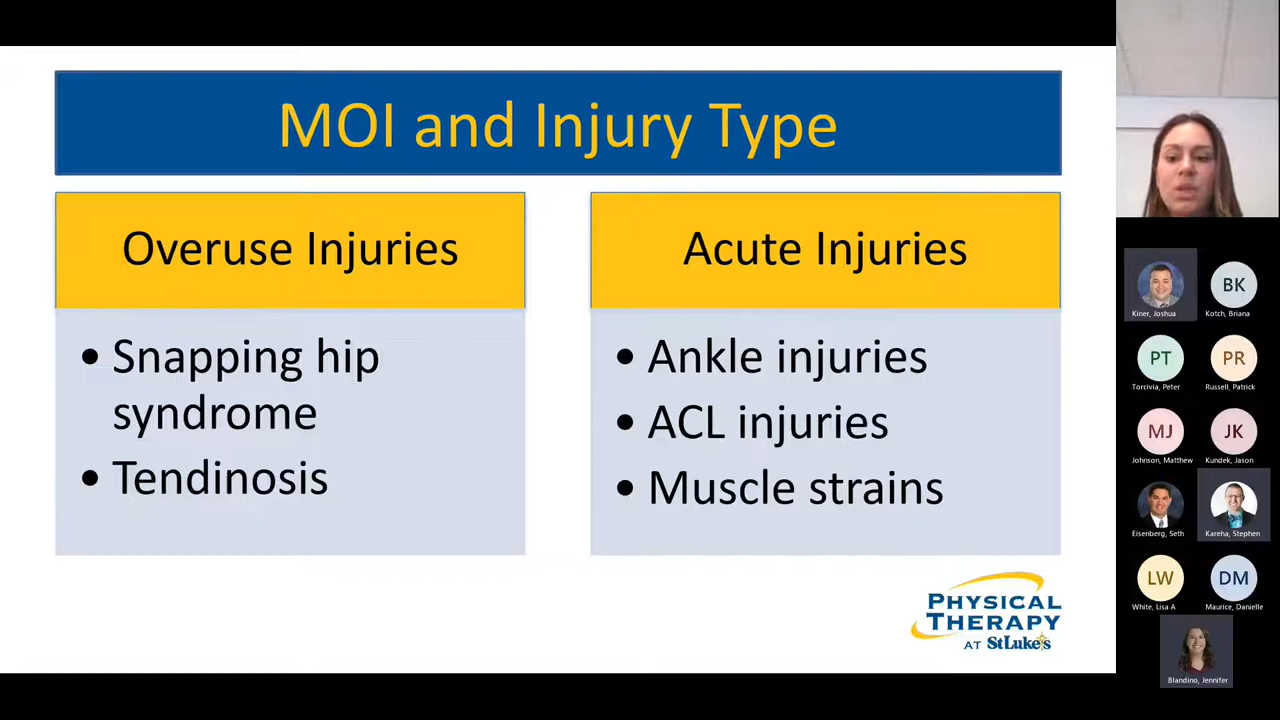 MOI and Injury Type
Overuse Injuries
• Snapping hip
syndrome
• Tendinosis
Acute Injuries
• Ankle injuries
• ACL injuries
• Muscle strains
PHYSICAL
THERAPY
AT StLuke's
Kiner, Joshua
BK
Kotch, Briana
PT
Torcivia, Peter
PR
Russell, Patrick
MJ
Johnson, Matthew
JK
Kundek, Jason
Eisenberg, Seth
Kareha, Stephen
LW
White, Lisa A
DM
Maurice, Danielle
Blandino, Jennifer